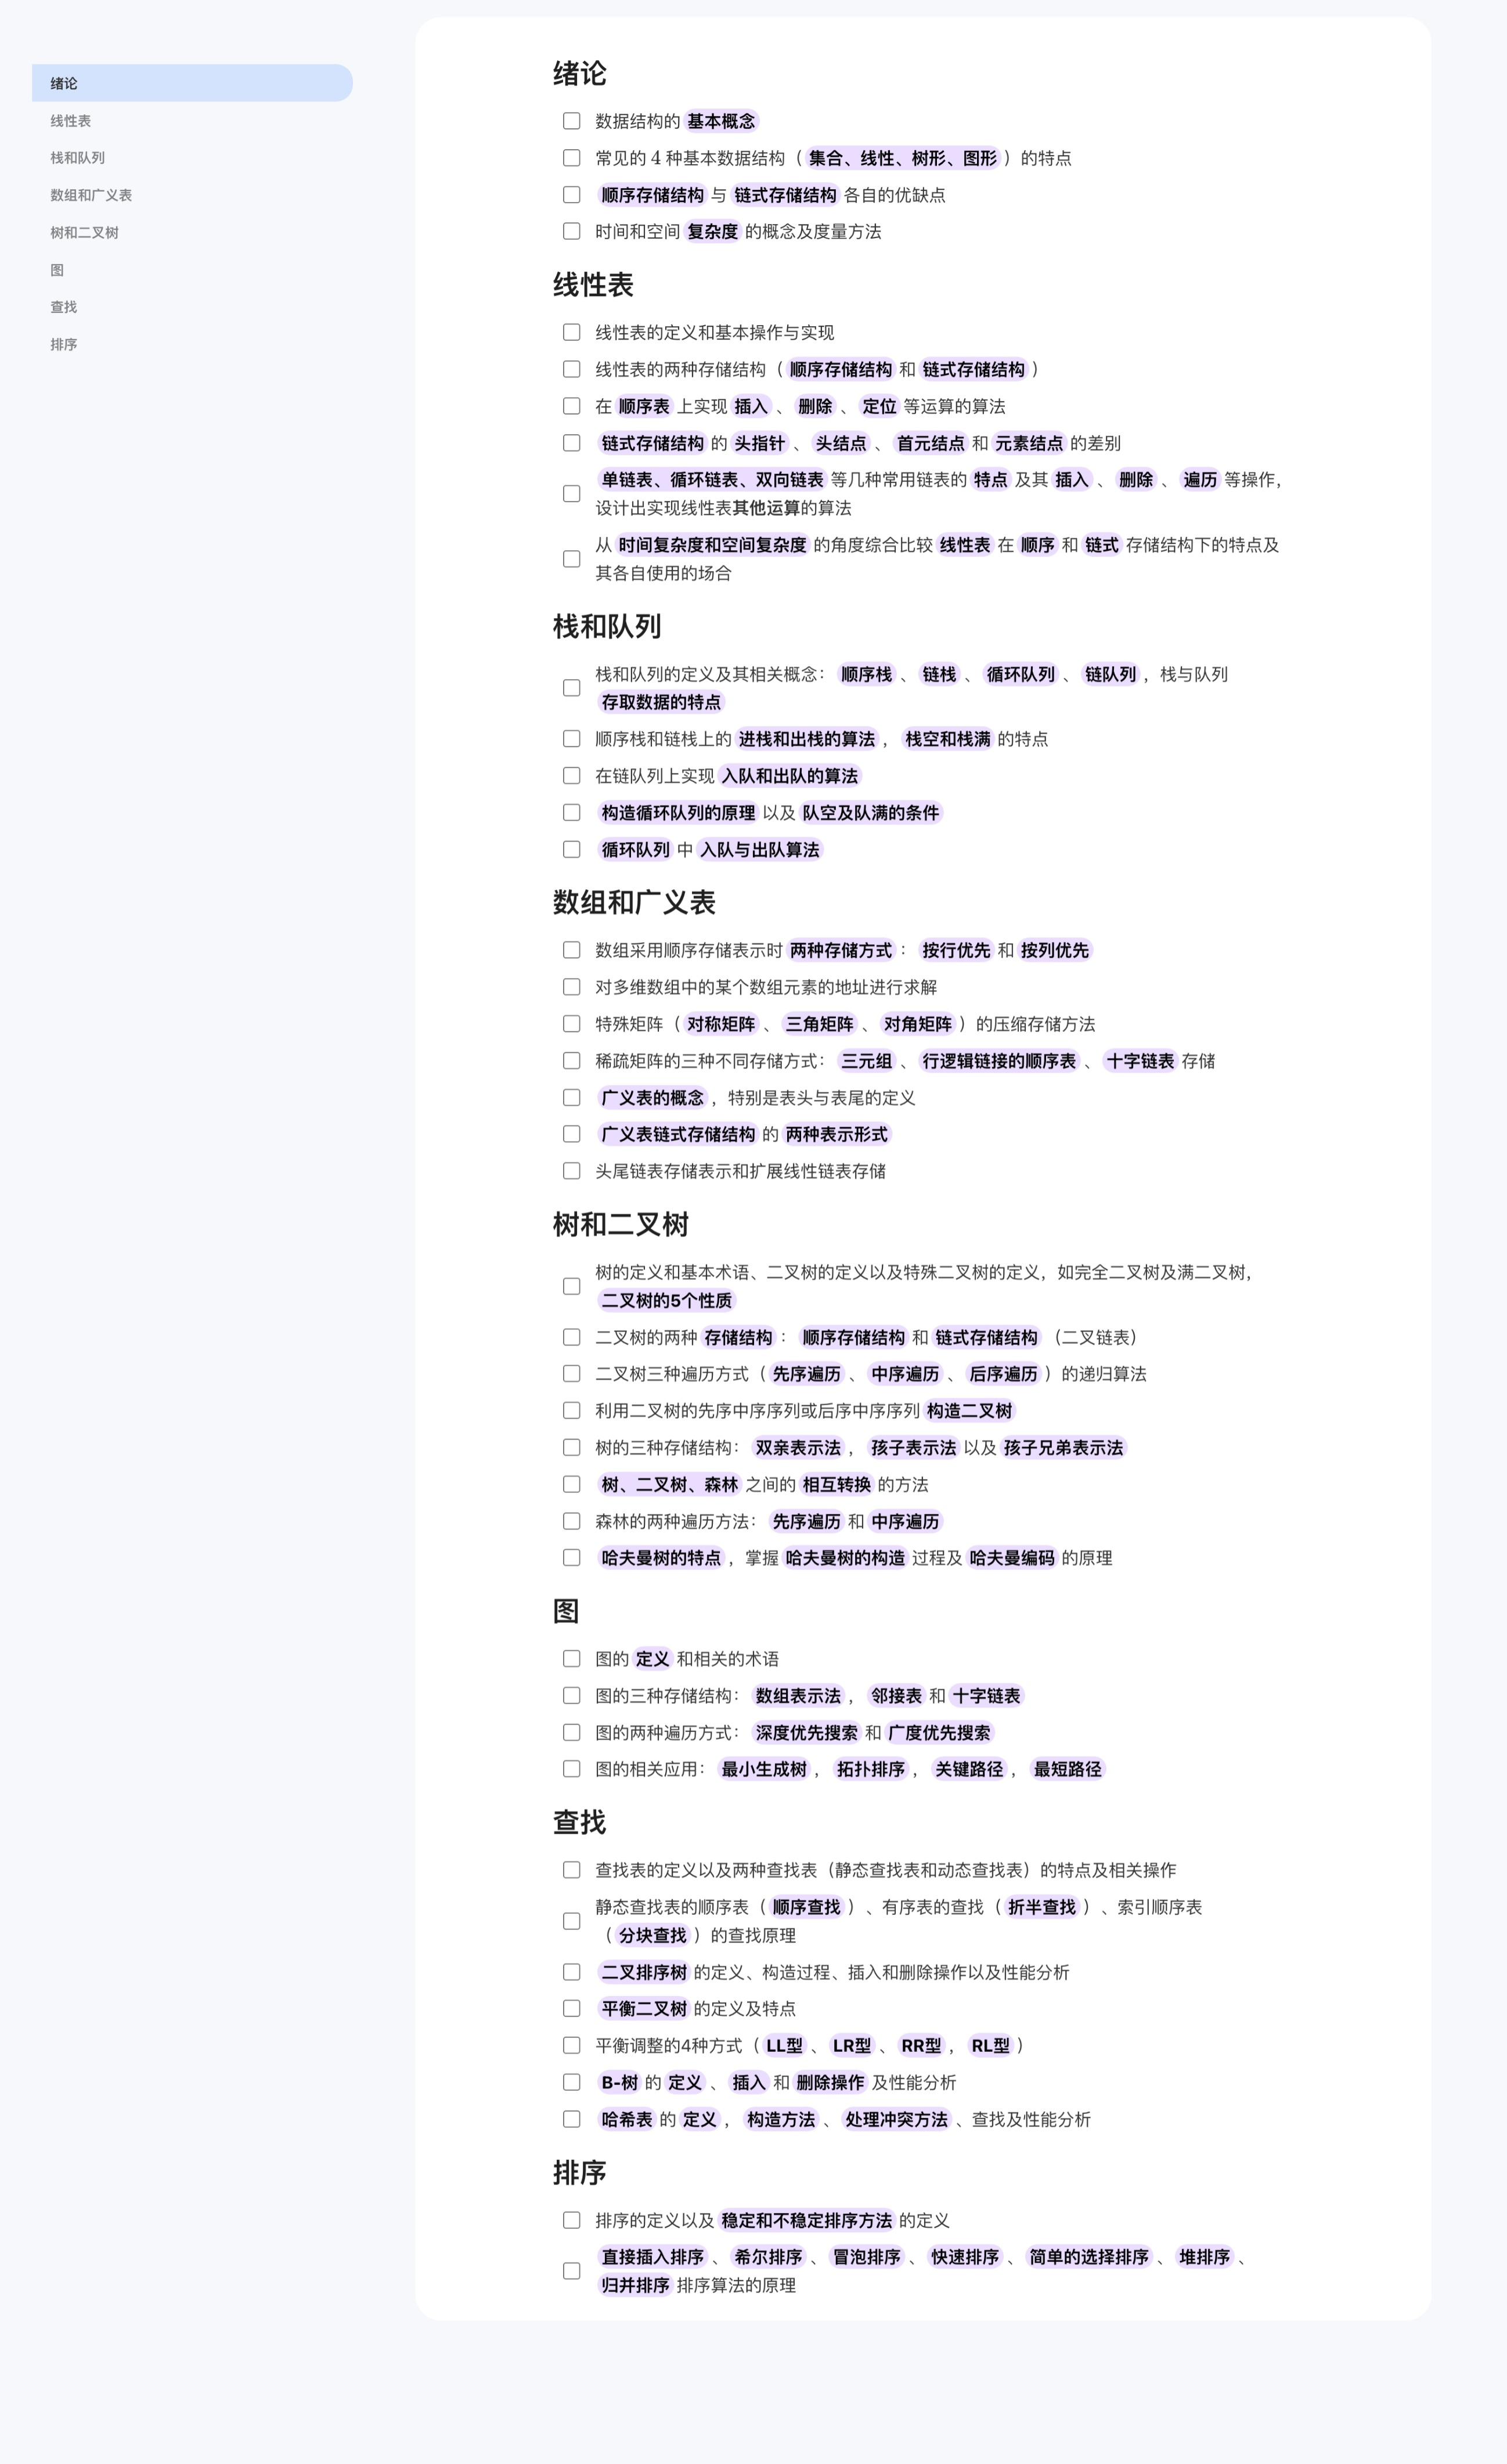 绪论
线性表
栈和队列
数组和广义表
树和二叉树
图
查找
排序
绪论
数据结构的 基本概念
常见的 4 种基本数据结构（ 集合、线性、树形、图形 ）的特点
顺序存储结构 与 链式存储结构 各自的优缺点
时间和空间 复杂度 的概念及度量方法
线性表
线性表的定义和基本操作与实现
线性表的两种存储结构（ 顺序存储结构 和 链式存储结构 ）
在 顺序表 上实现 插入 、 删除 、 定位 等运算的算法
链式存储结构 的 头指针 、 头结点 、 首元结点 和 元素结点 的差别
单链表、循环链表、双向链表 等几种常用链表的 特点 及其 插入 、 删除 、 遍历 等操作，
设计出实现线性表其他运算的算法
从 时间复杂度和空间复杂度 的角度综合比较 线性表 在 顺序 和 链式 存储结构下的特点及
其各自使用的场合
栈和队列
栈和队列的定义及其相关概念： 顺序栈 、 链栈 、 循环队列 、 链队列 ，栈与队列
存取数据的特点
顺序栈和链栈上的 进栈和出栈的算法 ， 栈空和栈满 的特点
在链队列上实现 入队和出队的算法
构造循环队列的原理 以及 队空及队满的条件
循环队列 中 入队与出队算法
数组和广义表
数组采用顺序存储表示时 两种存储方式 ： 按行优先 和 按列优先
对多维数组中的某个数组元素的地址进行求解
特殊矩阵（ 对称矩阵 、 三角矩阵 、 对角矩阵 ）的压缩存储方法
稀疏矩阵的三种不同存储方式： 三元组 、 行逻辑链接的顺序表 、 十字链表 存储
广义表的概念 ，特别是表头与表尾的定义
广义表链式存储结构 的 两种表示形式
头尾链表存储表示和扩展线性链表存储
树和二叉树
树的定义和基本术语、二叉树的定义以及特殊二叉树的定义，如完全二叉树及满二叉树，
二叉树的5个性质
二叉树的两种 存储结构 ： 顺序存储结构 和 链式存储结构 （二叉链表）
二叉树三种遍历方式（ 先序遍历 、 中序遍历 、 后序遍历 ）的递归算法
利用二叉树的先序中序序列或后序中序序列 构造二叉树
树的三种存储结构： 双亲表示法 ， 孩子表示法 以及 孩子兄弟表示法
树、二叉树、森林 之间的 相互转换 的方法
森林的两种遍历方法： 先序遍历 和 中序遍历
哈夫曼树的特点 ，掌握 哈夫曼树的构造 过程及 哈夫曼编码 的原理
图
图的 定义 和相关的术语
图的三种存储结构： 数组表示法 ， 邻接表 和 十字链表
图的两种遍历方式： 深度优先搜索 和 广度优先搜索
图的相关应用： 最小生成树 ， 拓扑排序 ， 关键路径 ， 最短路径
查找
查找表的定义以及两种查找表（静态查找表和动态查找表）的特点及相关操作
静态查找表的顺序表（ 顺序查找 ）、有序表的查找（ 折半查找 ）、索引顺序表
（ 分块查找 ）的查找原理
二叉排序树 的定义、构造过程、插入和删除操作以及性能分析
平衡二叉树 的定义及特点
平衡调整的4种方式（ LL型 、 LR型 、 RR型 ， RL型 ）
B-树 的 定义 、 插入 和 删除操作 及性能分析
哈希表 的 定义 ， 构造方法 、 处理冲突方法 、查找及性能分析
排序
排序的定义以及 稳定和不稳定排序方法 的定义
直接插入排序 、 希尔排序 、 冒泡排序 、 快速排序 、 简单的选择排序 、 堆排序 、
归并排序 排序算法的原理